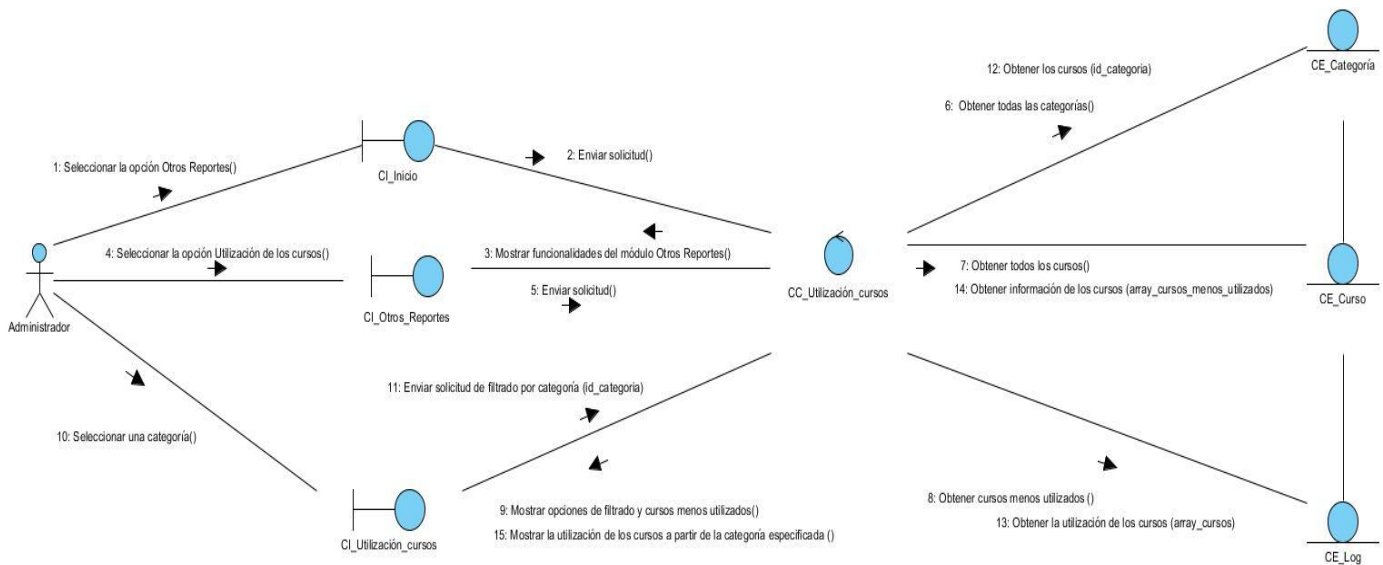 12: Obtener los cursos (id_categoria)
CE_Categoría
6: Obtener todas las categorías()
1: Seleccionar la opción Otros Reportes()
2: Enviar solicitud()
CI_Inicio
4: Seleccionar la opción Utilización de los cursos()
3: Mostrar funcionalidades del módulo Otros Reportes()
7: Obtener todos los cursos()
5: Enviar solicitud()
CC_Utilización_cursos
14: Obtener información de los cursos (array_cursos_menos_utilizados)
CE_Curso
CI_Otros_Reportes
Administrador
11: Enviar solicitud de filtrado por categoría (id_categoria)
10: Seleccionar una categoría()
8: Obtener cursos menos utilizados ()
9: Mostrar opciones de filtrado y cursos menos utilizados()
13: Obtener la utilización de los cursos (array_cursos)
15: Mostrar la utilización de los cursos a partir de la categoría especificada ()
CI_Utilización_cursos
CE_Log